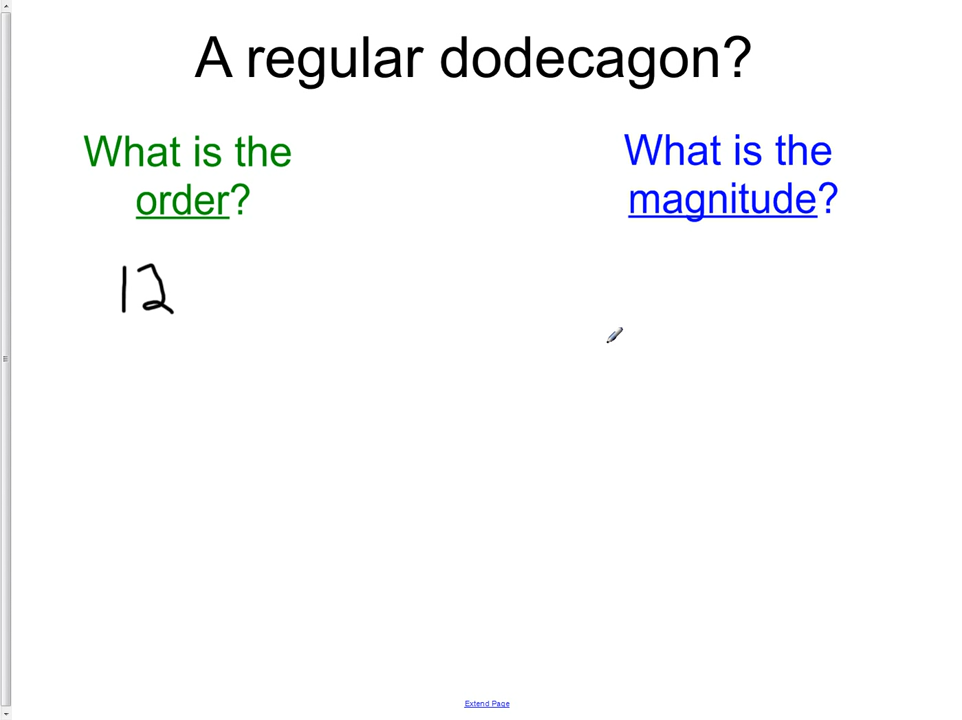 A regular dodecagon?
What is the
order?
What is the
magnitude?
12
Extend Page